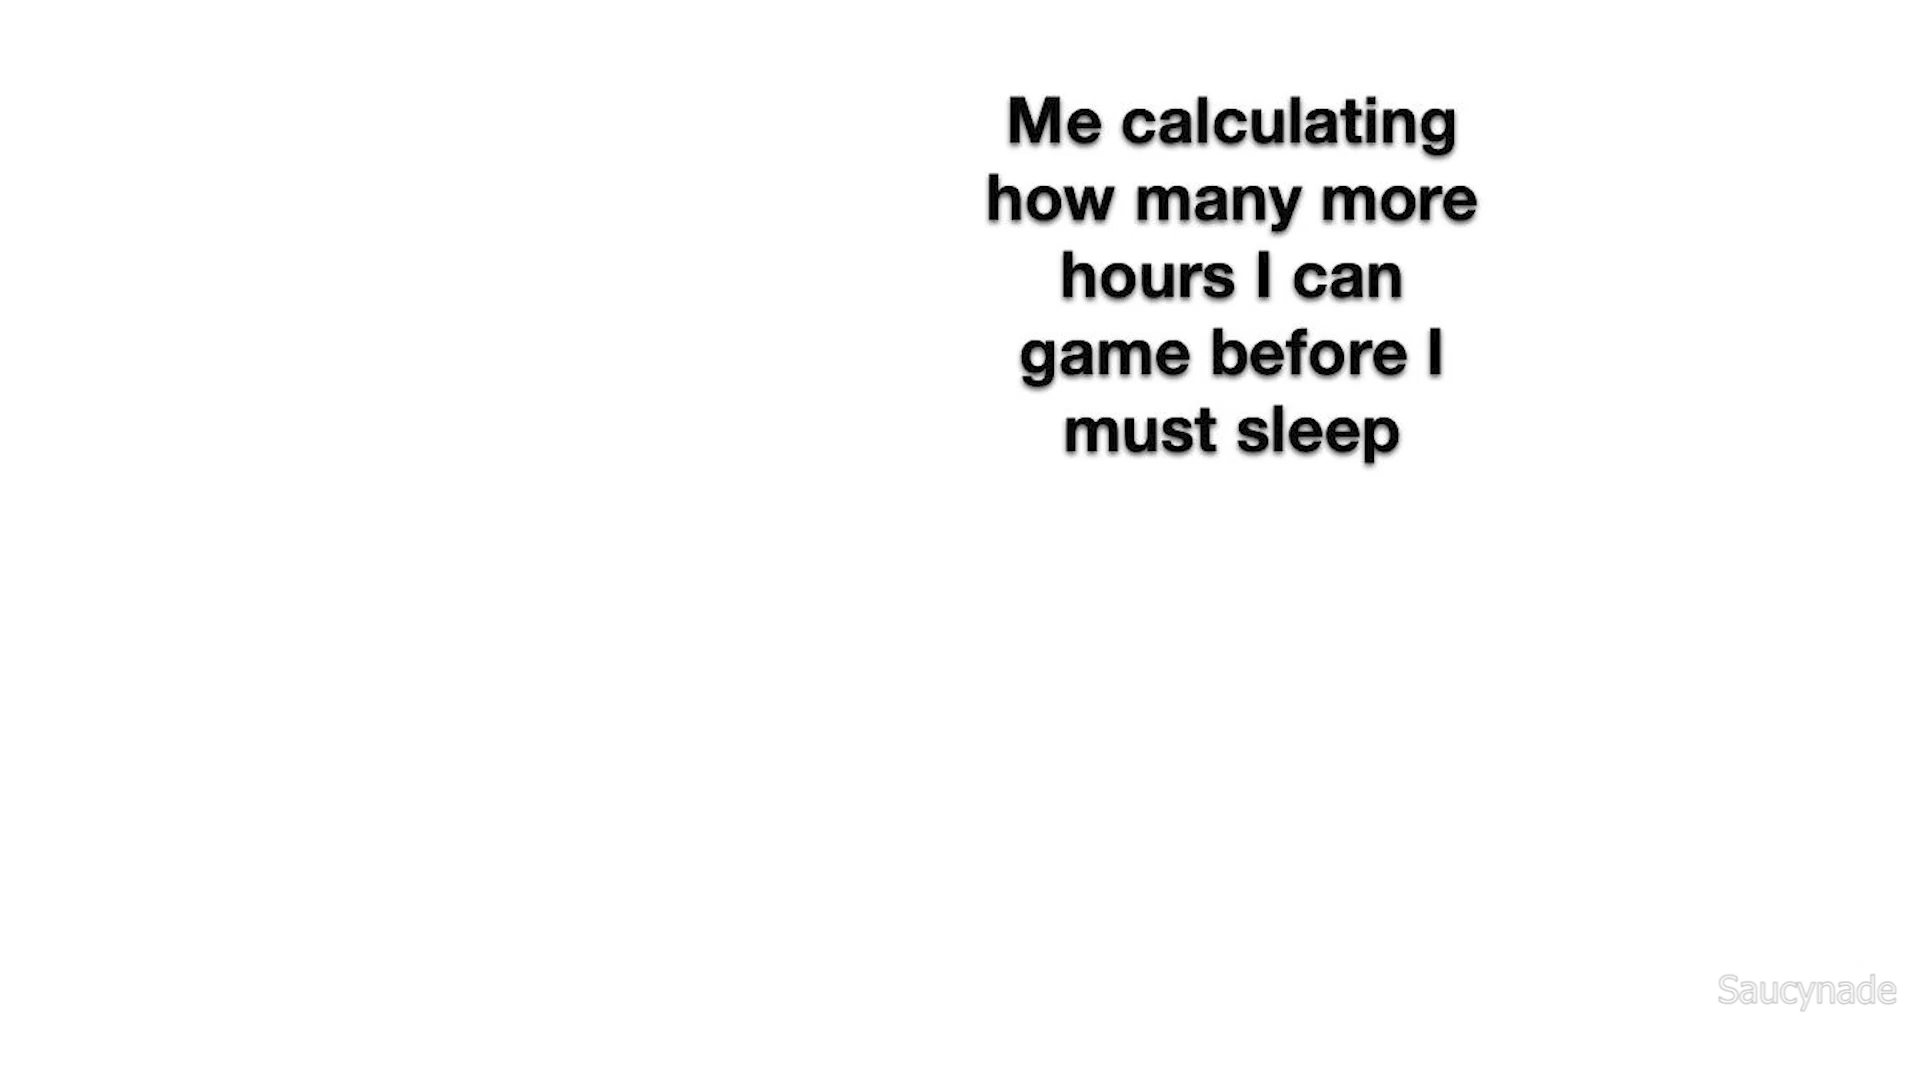 Me calculating
how many more
hours I can
game before I
must sleep
Saucynade